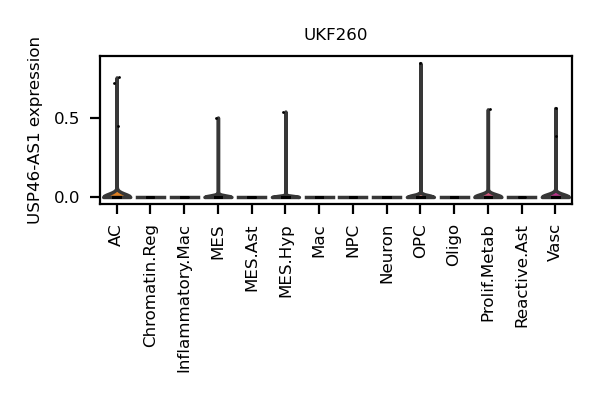 UKF260
USP46-AS1 expression
0.5
0.0
AC
Chromatin.Reg
Inflammatory.Mac
MES
MES.Ast
MES.Hyp
Mac
NPC
Neuron
OPC
Oligo
Prolif.Metab
Reactive.Ast
Vasc